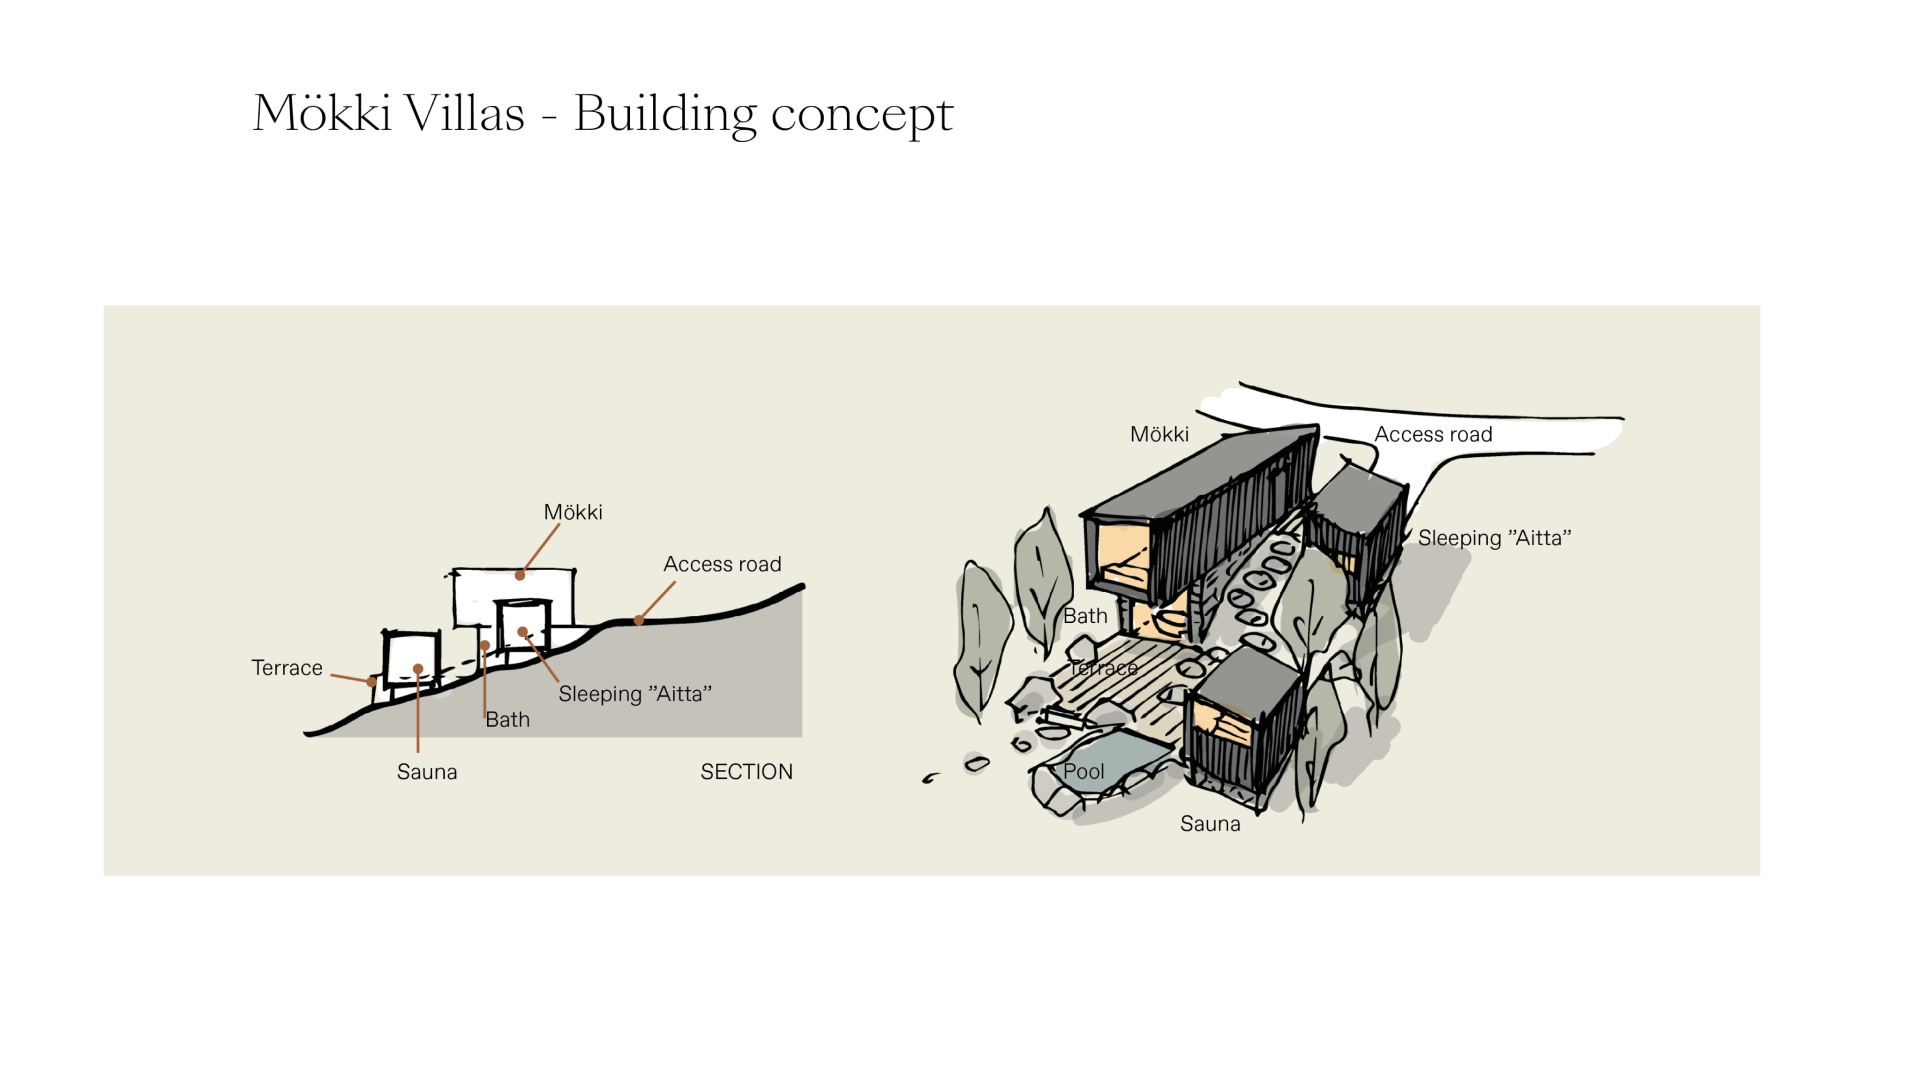 Mökki Villas - Building concept
Mökki
Access road
Terrace
Sleeping ”Aitta”
Bath
Sauna
SECTION
Mökki
Access road
Sleeping ”Aitta”
Bath
Terrace
Pool
Sauna